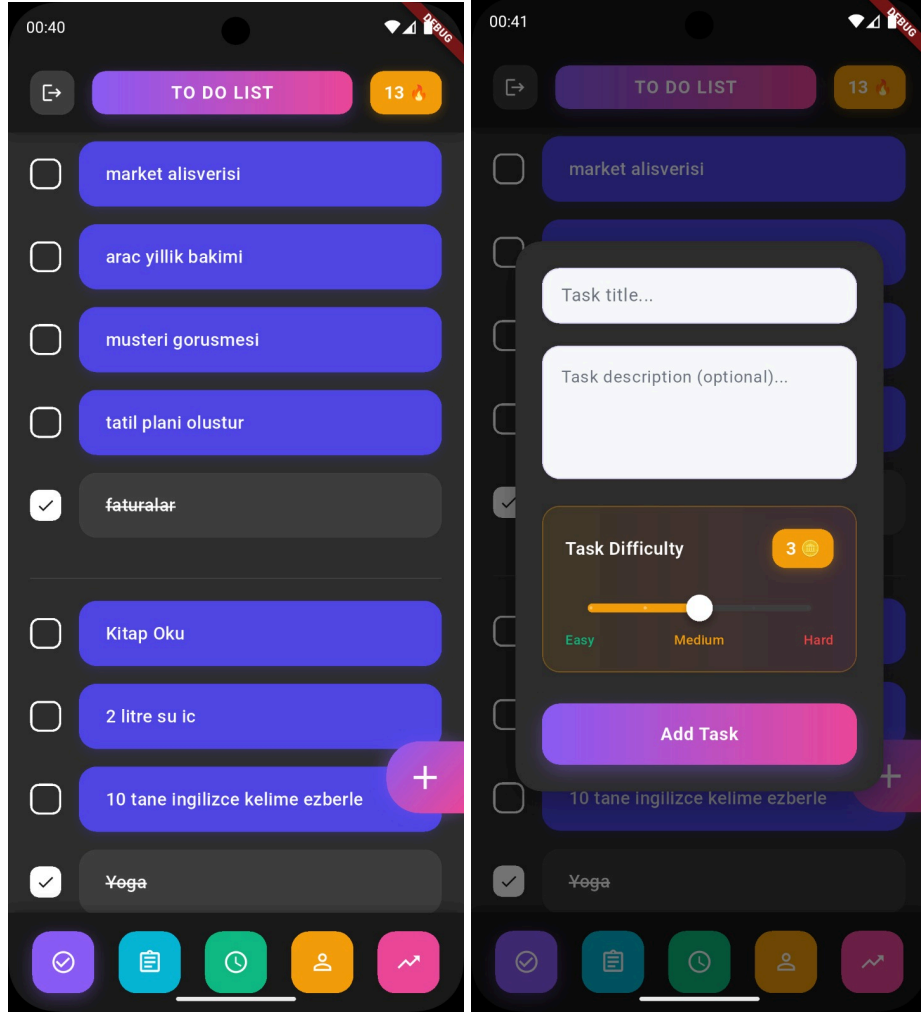 00:40
DEBUG
TO DO LIST
13 🔥
market alisverisi
arac yillik bakimi
musteri gorusmesi
tatil plani olustur
faturalar
Kitap Oku
2 litre su ic
10 tane ingilizce kelime ezberle
Yoga
00:41
DEBUG
TO DO LIST
13 🔥
market alisverisi
Task title...
Task description (optional)...
Task Difficulty
3 🪙
Easy Medium Hard
Add Task
10 tane ingilizce kelime ezberle
Yoga